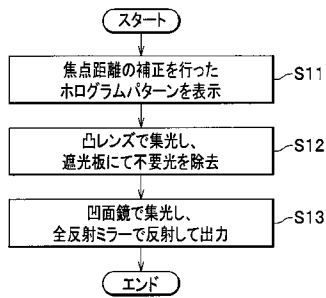 スタート
焦点距離の補正を行った
ホログラムパターンを表示
S11
凸レンズで集光し、
遮光板にて不要光を除去
S12
凹面鏡で集光し、
全反射ミラーで反射して出力
S13
エンド